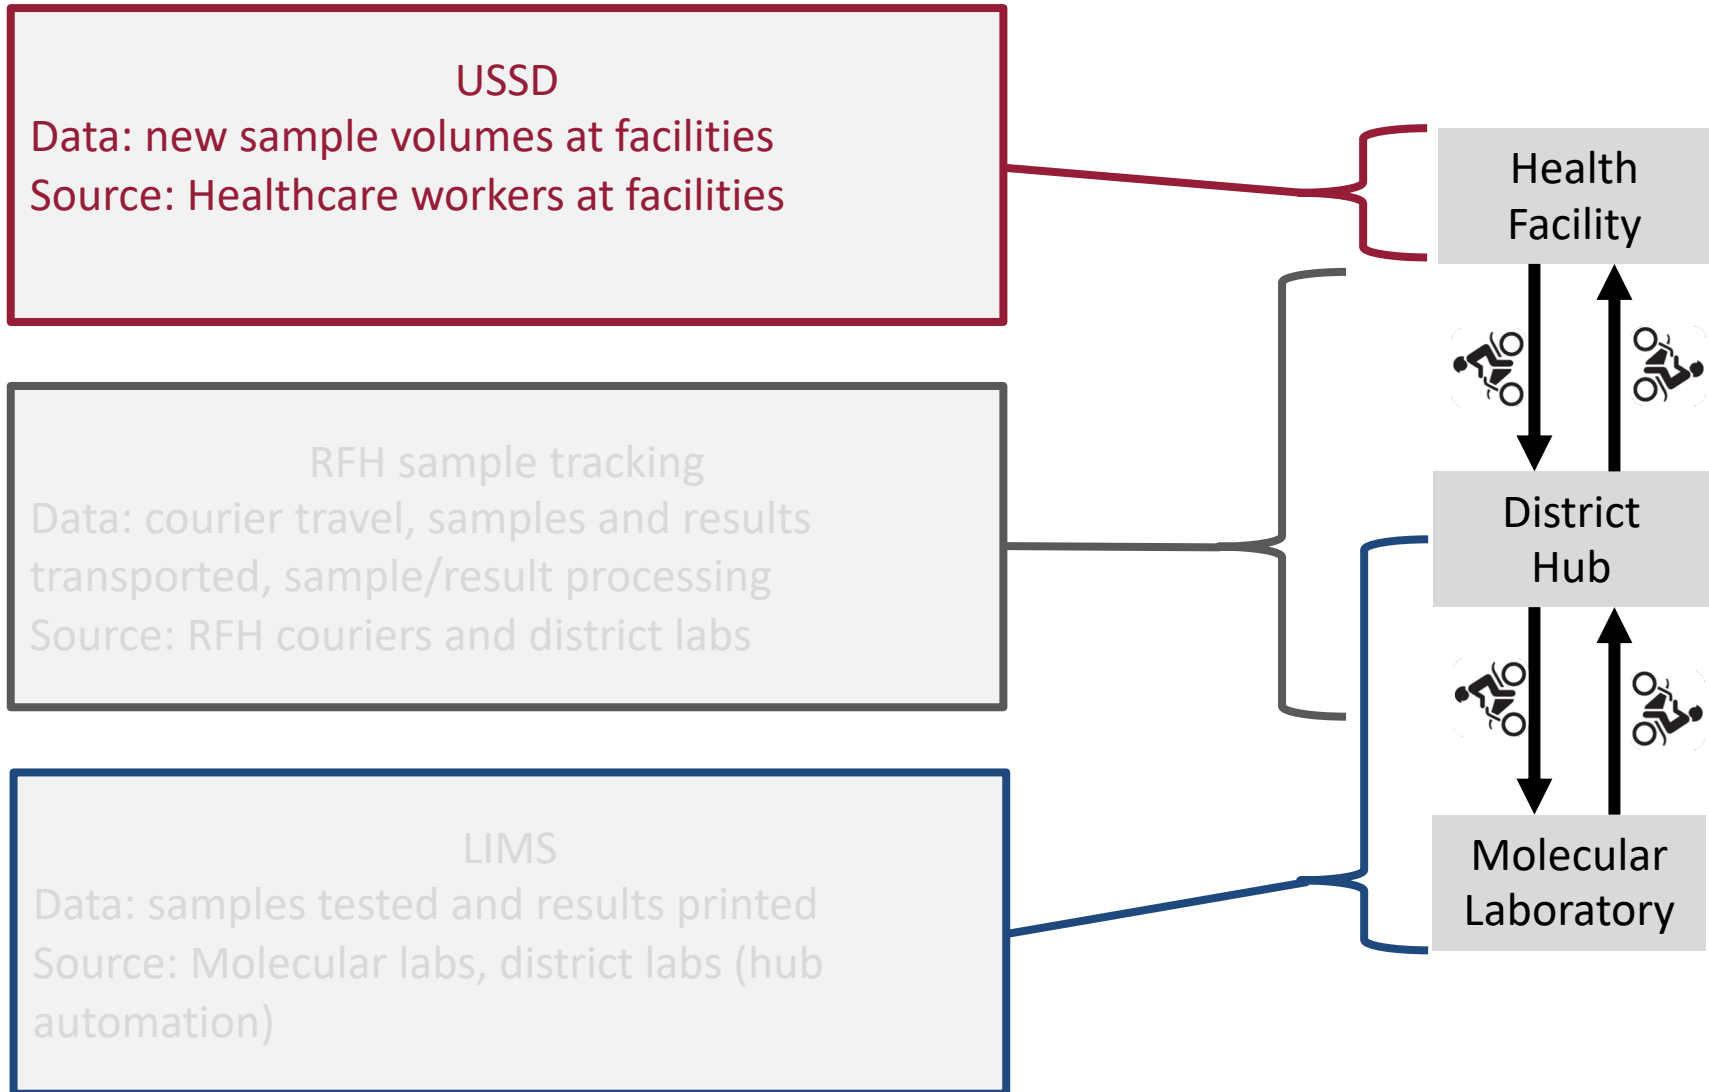 USSD
Data: new sample volumes at facilities
Source: Healthcare workers at facilities
RFH sample tracking
Data: courier travel, samples and results
transported, sample/result processing
Source: RFH couriers and district labs
LIMS
Data: samples tested and results printed
Source: Molecular labs, district labs (hub
automation)
Health
Facility
District
Hub
Molecular
Laboratory